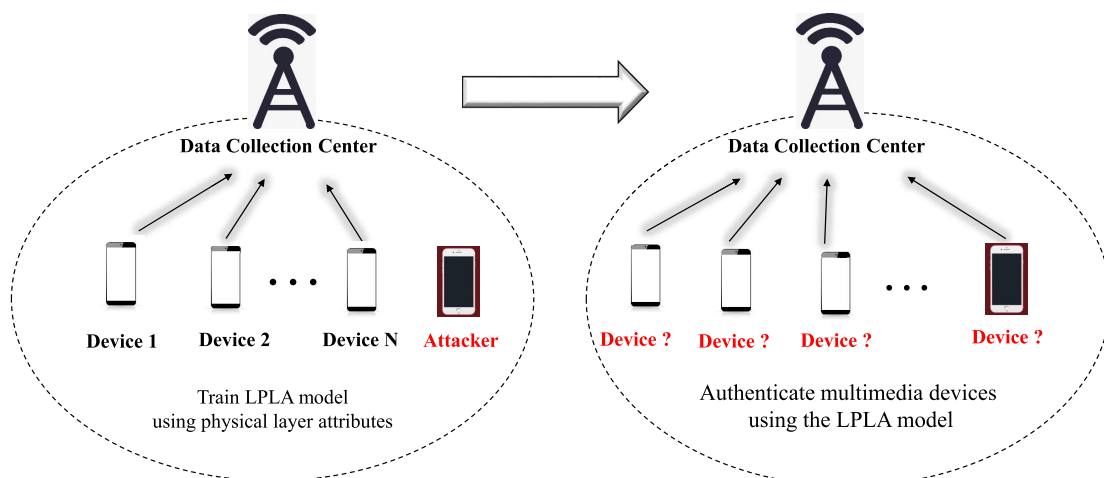 Data Collection Center
Device 1
Device 2
Device N
Attacker
Train LPLA model
using physical layer attributes
Data Collection Center
Device ?
Device ?
Device ?
Device ?
Authenticate multimedia devices
using the LPLA model